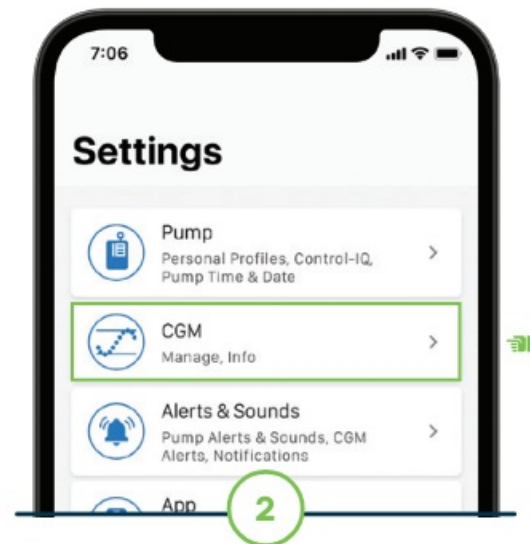 7:06
Settings
Pump
Personal Profiles, Control-IQ,
Pump Time & Date
CGM
Manage, Info
Alerts & Sounds
Pump Alerts & Sounds, CGM
Alerts, Notifications
App
2